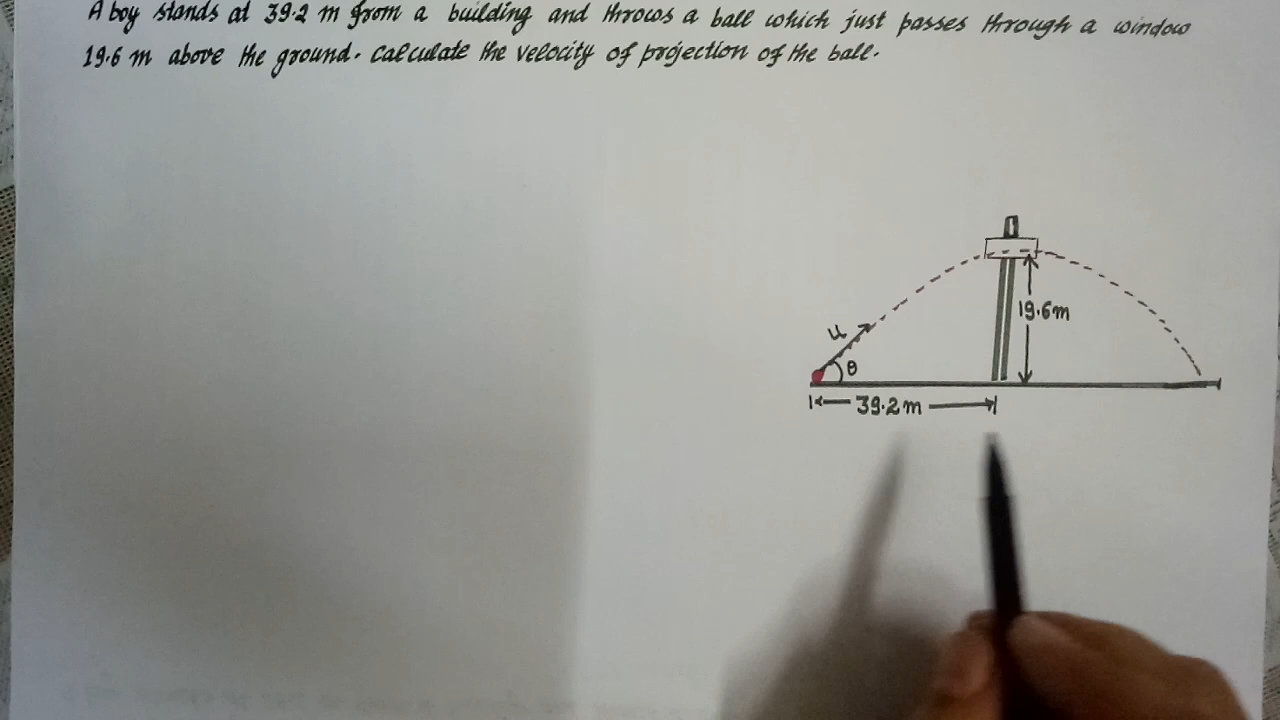 A boy stands at 39.2 m from a building and throws a ball which just passes through a window
19.6 m above the ground. Calculate the velocity of projection of the ball.
u
θ
19.6m
39.2m